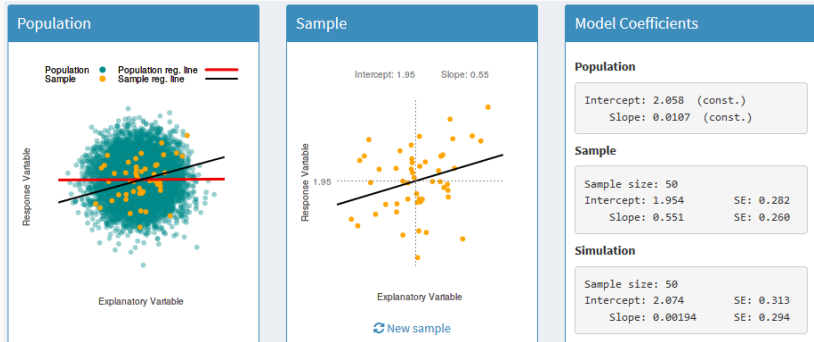 Population
Population Population reg. line
Sample Sample reg. line
Response Variable
Explanatory Variable
Sample
Intercept: 1.95 Slope: 0.55
Response Variable
1.95
Explanatory Variable
New sample
Model Coefficients
Population
Intercept: 2.058 (const.)
Slope: 0.0107 (const.)
Sample
Sample size: 50
Intercept: 1.954 SE: 0.282
Slope: 0.551 SE: 0.260
Simulation
Sample size: 50
Intercept: 2.074 SE: 0.313
Slope: 0.00194 SE: 0.294